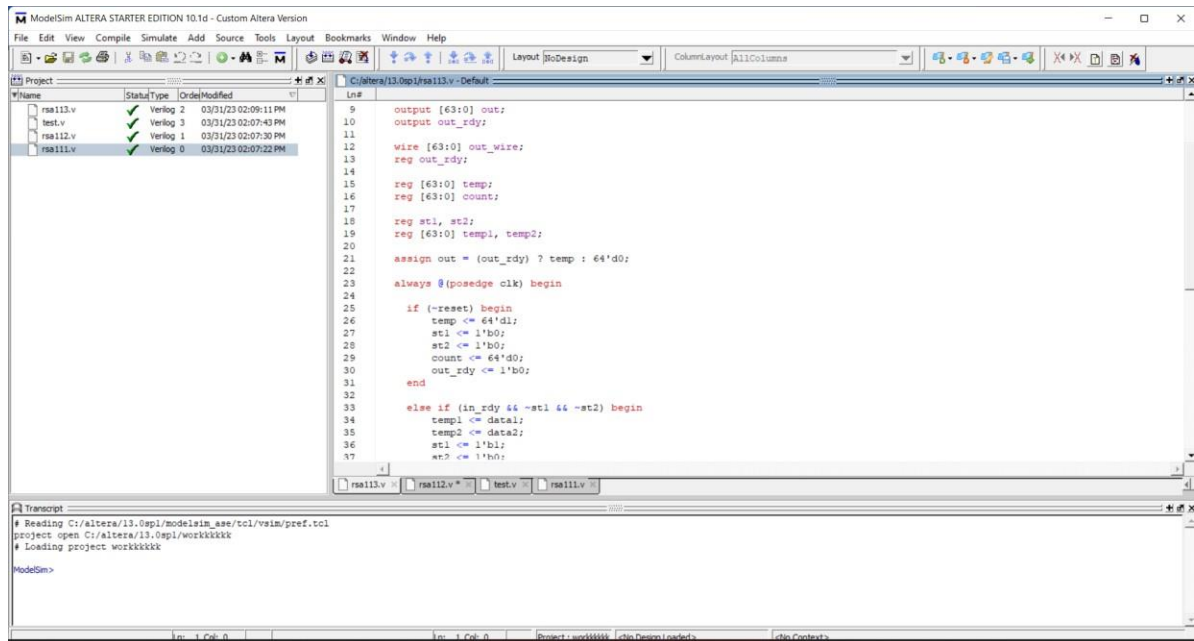 ModelSim ALTERA STARTER EDITION 10.1d - Custom Altera Version
File Edit View Compile Simulate Add Source Tools Layout Bookmarks Window Help
Layout NoDesign
ColumnLayout AllColumns
Project
Name Status Type Order Modified
rsa113.v Verilog 2 03/31/23 02:09:11 PM
test.v Verilog 3 03/31/23 02:07:43 PM
rsa112.v Verilog 1 03/31/23 02:07:30 PM
rsa111.v Verilog 0 03/31/23 02:07:22 PM
C:/altera/13.0sp1/rsa113.v - Default
Ln#
9 output [63:0] out;
10 output out_rdy;
11
12 wire [63:0] out_wire;
13 reg out_rdy;
14
15 reg [63:0] temp;
16 reg [63:0] count;
17
18 reg st1, st2;
19 reg [63:0] temp1, temp2;
20
21 assign out = (out_rdy) ? temp : 64'd0;
22
23 always @(posedge clk) begin
24
25 if (~reset) begin
26 temp <= 64'd1;
27 st1 <= 1'b0;
28 st2 <= 1'b0;
29 count <= 64'd0;
30 out_rdy <= 1'b0;
31 end
32
33 else if (in_rdy && ~st1 && ~st2) begin
34 temp1 <= data1;
35 temp2 <= data2;
36 st1 <= 1'b1;
37 st2 <= 1'b0;
rsa113.v rsa112.v * test.v rsa111.v
Transcript
# Reading C:/altera/13.0sp1/modelsim_ase/tcl/vsim/pref.tcl
project open C:/altera/13.0sp1/workkkkkk
# Loading project workkkkkk
ModelSim>
Ln: 1 Col: 0 Ln: 1 Col: 0 Project : workkkkkk <No Design Loaded> <No Context>